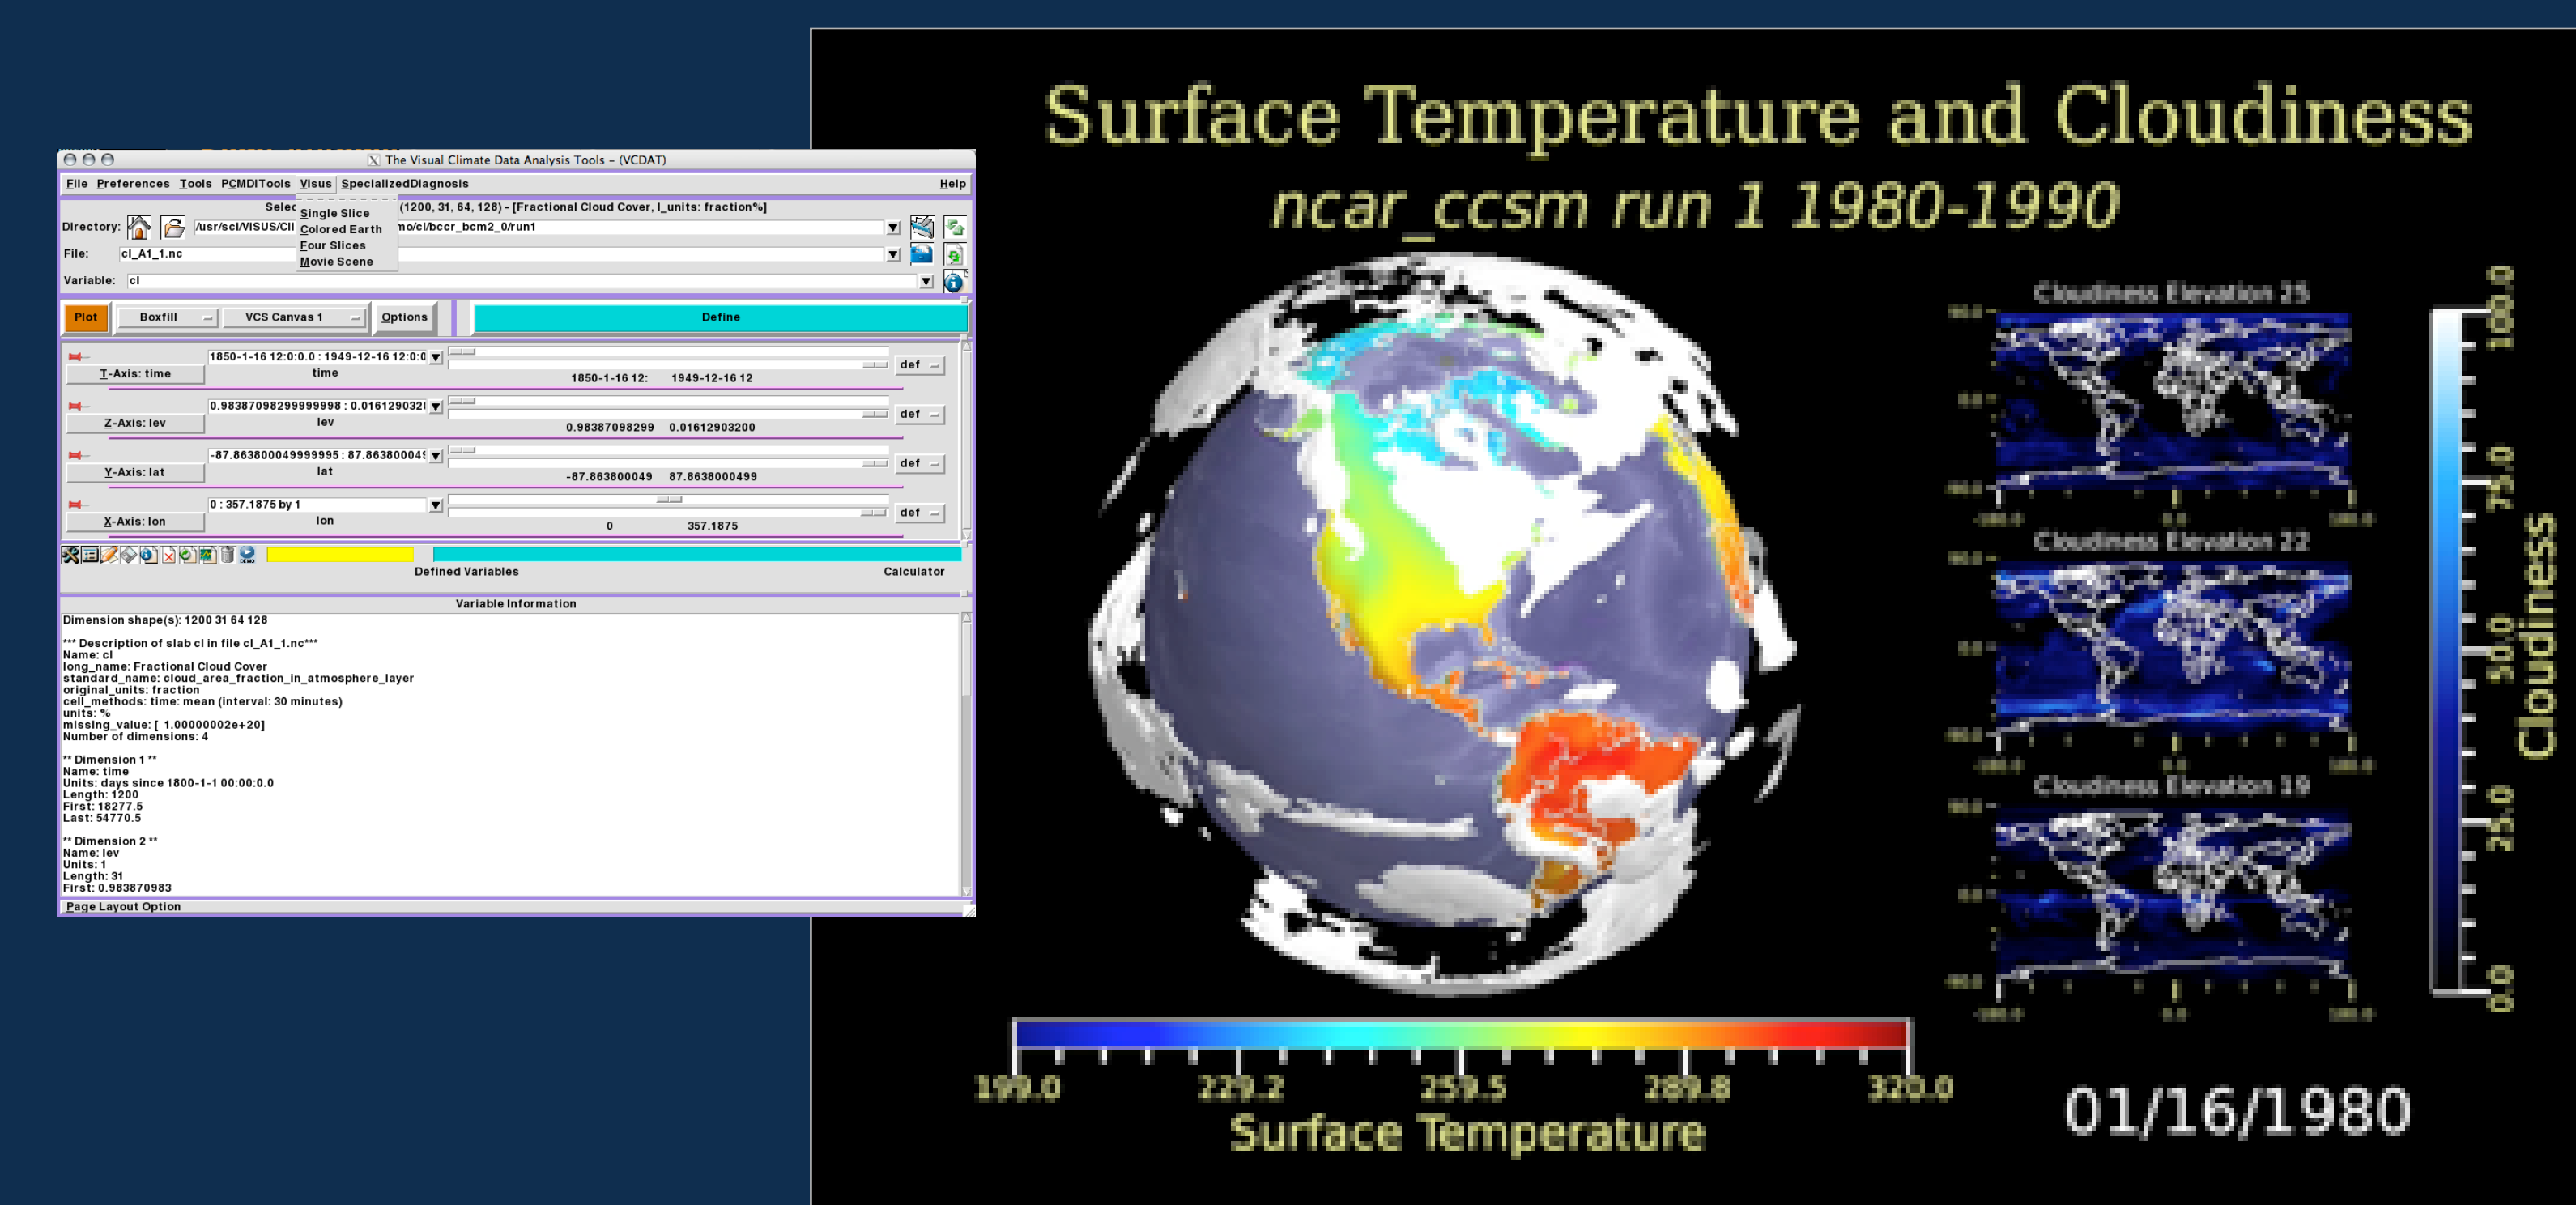 The Visual Climate Data Analysis Tools - (VCDAT)
File Preferences Tools PCMDITools Visus SpecializedDiagnosis Help
Single Slice
Colored Earth
Four Slices
Movie Scene
(1200, 31, 64, 128) - [Fractional Cloud Cover, l_units: fraction%]
Directory: /usr/sci/ViSUS/Cli mo/cl/bccr_bcm2_0/run1
File: cl_A1_1.nc
Variable: cl
Plot Boxfill VCS Canvas 1 Options Define
1850-1-16 12:0:0.0 : 1949-12-16 12:0:0 def
T-Axis: time time 1850-1-16 12: 1949-12-16 12
0.98387098299999998 : 0.016129032 def
Z-Axis: lev lev 0.98387098299 0.01612903200
-87.863800049999995 : 87.86380004 def
Y-Axis: lat lat -87.863800049 87.8638000499
0 : 357.1875 by 1 def
X-Axis: lon lon 0 357.1875
Defined Variables Calculator
Variable Information
Dimension shape(s): 1200 31 64 128
*** Description of slab cl in file cl_A1_1.nc***
Name: cl
long_name: Fractional Cloud Cover
standard_name: cloud_area_fraction_in_atmosphere_layer
original_units: fraction
cell_methods: time: mean (interval: 30 minutes)
units: %
missing_value: [ 1.00000002e+20]
Number of dimensions: 4
** Dimension 1 **
Name: time
Units: days since 1800-1-1 00:00:0.0
Length: 1200
First: 18277.5
Last: 54770.5
** Dimension 2 **
Name: lev
Units: 1
Length: 31
First: 0.983870983
Page Layout Option
Surface Temperature and Cloudiness
ncar_ccsm run 1 1980-1990
Cloudiness Elevation 25
Cloudiness Elevation 22
Cloudiness Elevation 19
100.0
75.0
50.0
25.0
0.0
Cloudiness
199.0 229.2 259.5 289.8 320.0
Surface Temperature
01/16/1980